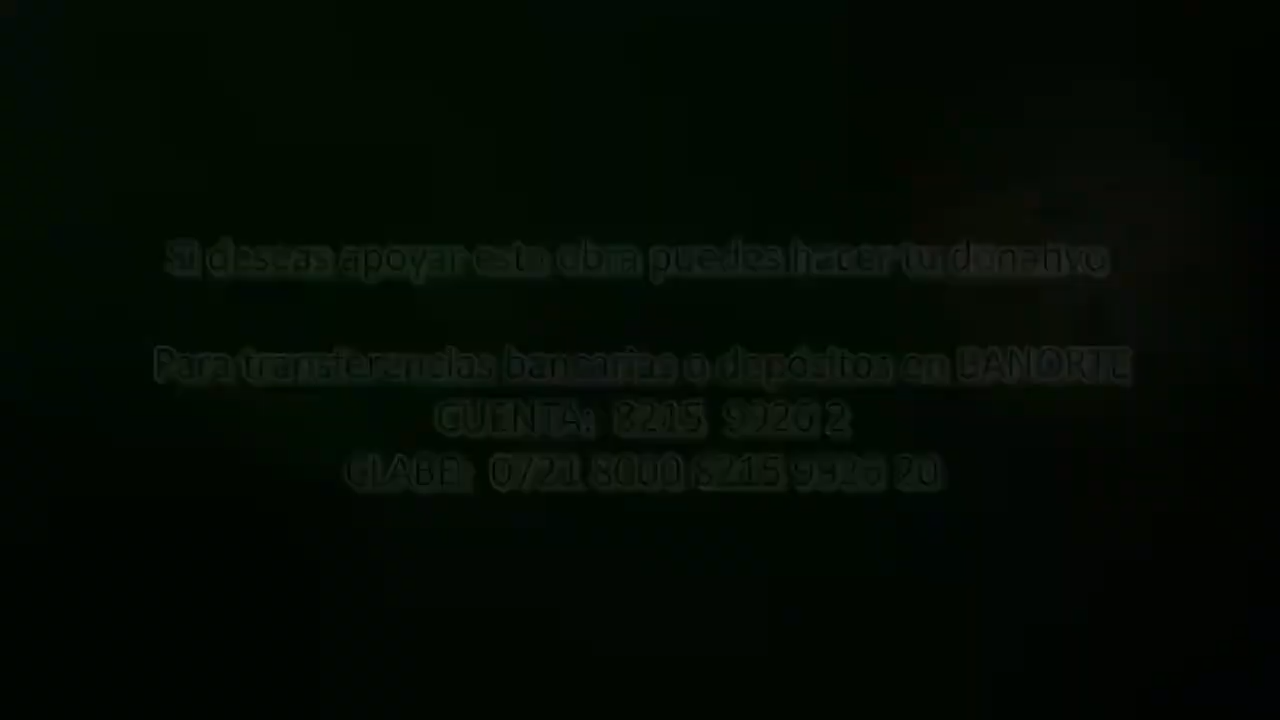 Si deseas apoyar esta obra puedes hacer tu donativo
Para transferencias bancarias o depósitos en BANORTE
CUENTA: 8215
CLABE: 0721 8000 8215